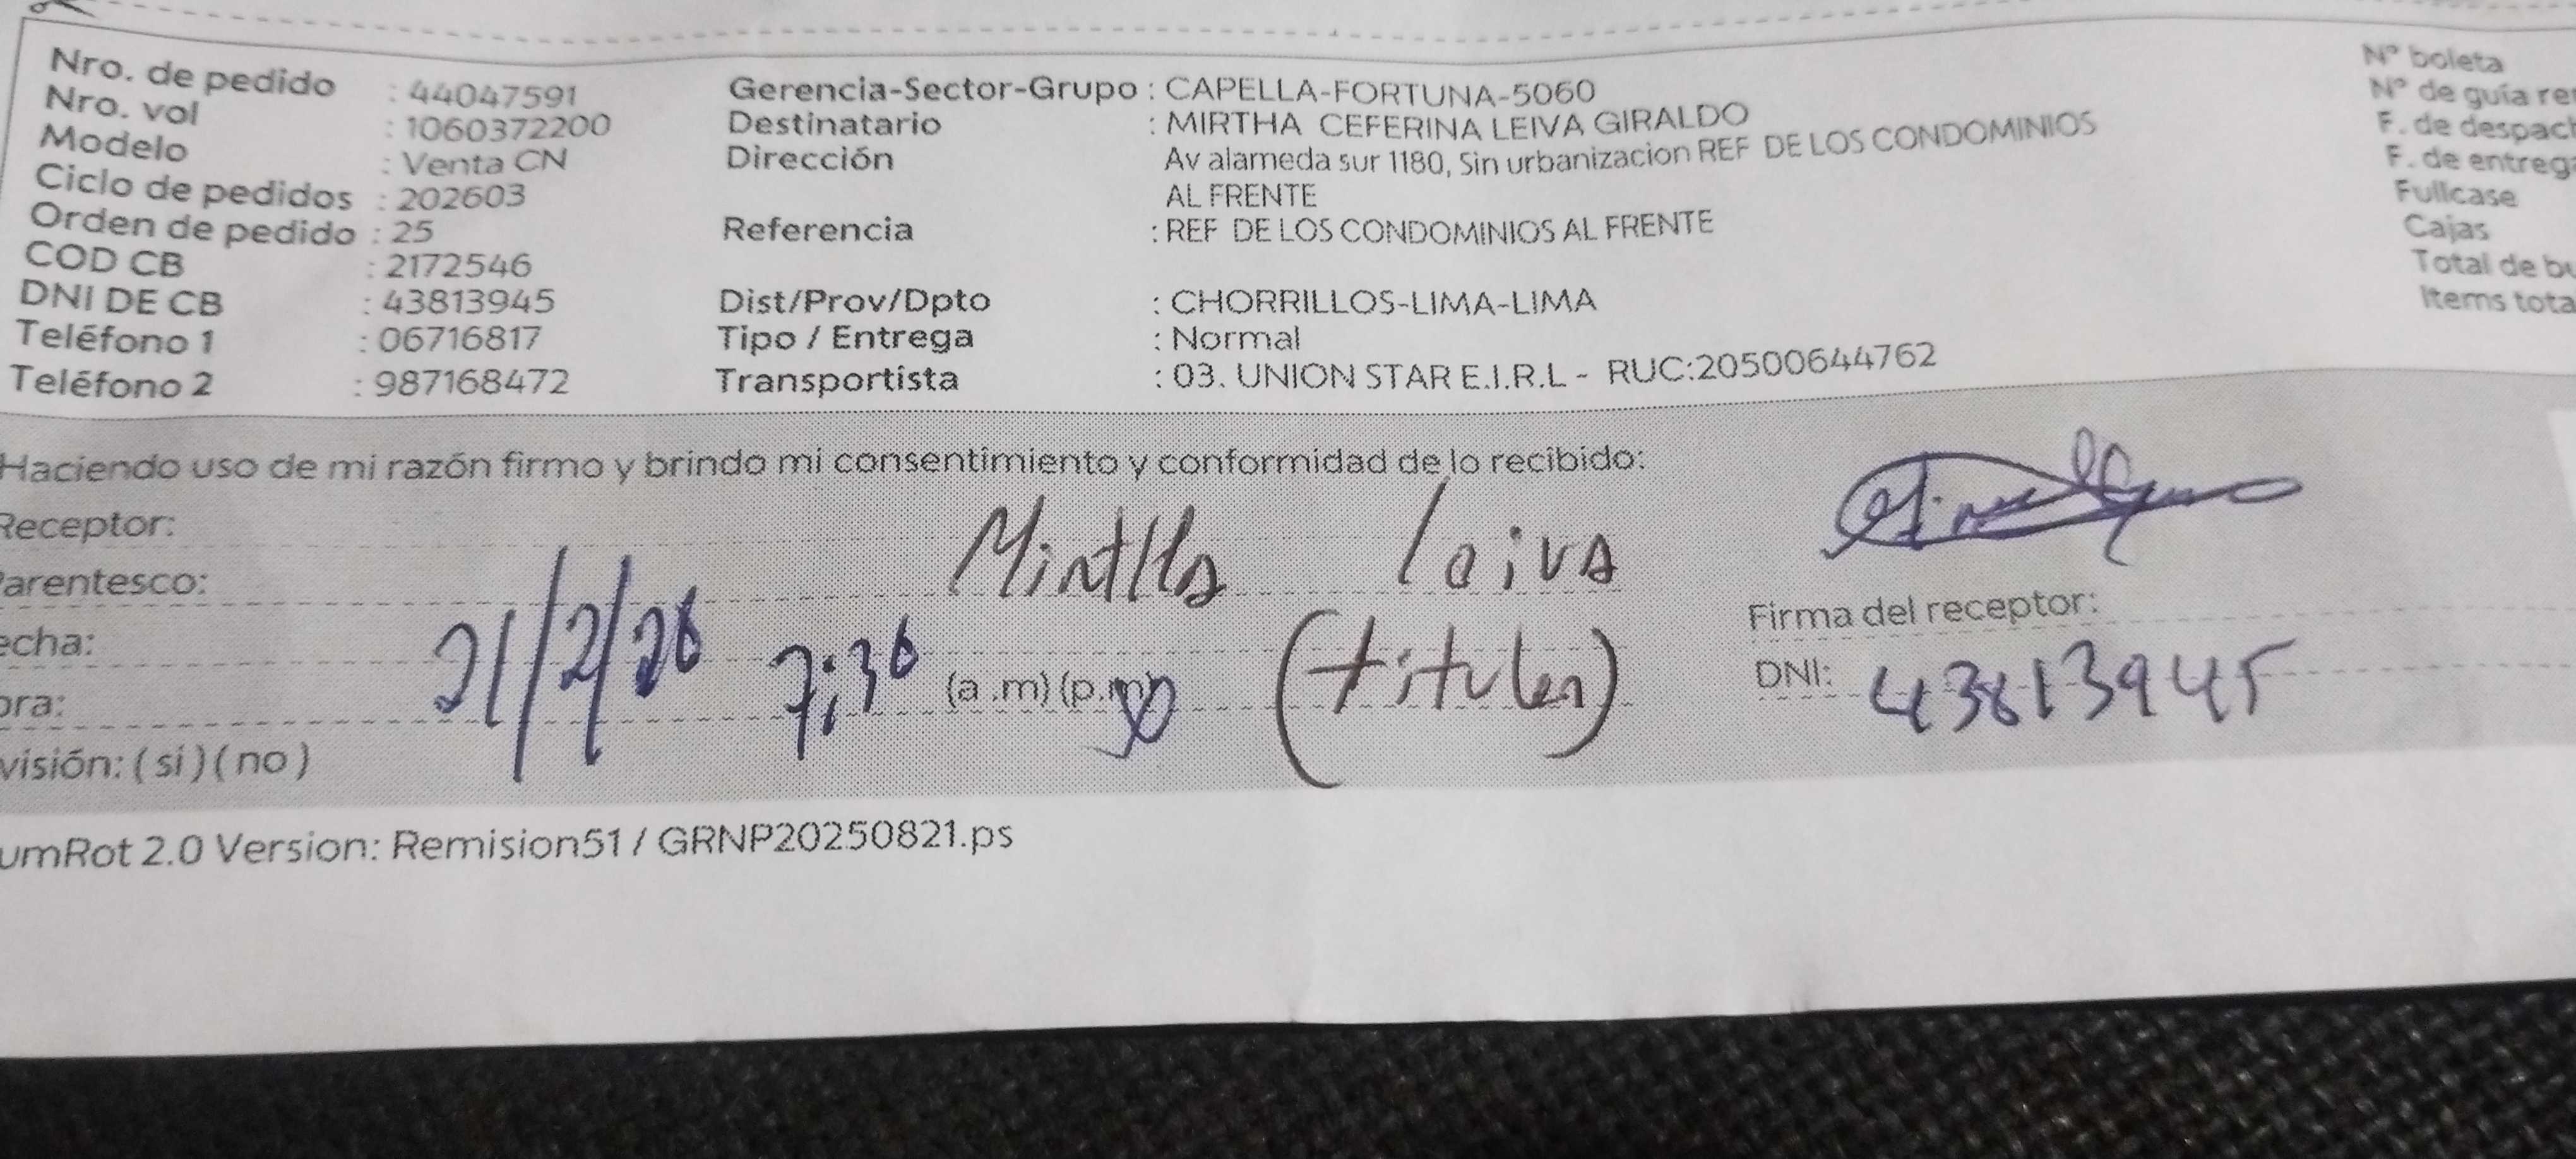 Nro. de pedido : 44047591
Nro. vol : 1060372200
Modelo : Venta CN
Ciclo de pedidos : 202603
Orden de pedido : 25
COD CB : 2172546
DNI DE CB : 43813945
Teléfono 1 : 06716817
Teléfono 2 : 987168472
Gerencia-Sector-Grupo : CAPELLA-FORTUNA-5060
Destinatario : MIRTHA CEFERINA LEIVA GIRALDO
Dirección Av alameda sur 1180, Sin urbanizacion REF DE LOS CONDOMINIOS
AL FRENTE
Referencia : REF DE LOS CONDOMINIOS AL FRENTE
Dist/Prov/Dpto : CHORRILLOS-LIMA-LIMA
Tipo / Entrega : Normal
Transportista : 03. UNION STAR E.I.R.L - RUC:20500644762
Nº boleta
Nº de guía re
F. de despac
F. de entreg
Fullcase
Cajas
Total de bu
Items tota
Haciendo uso de mi razón firmo y brindo mi consentimiento y conformidad de lo recibido:
Receptor: Mirtha leiva
arentesco: (titular)
echa: 21/2/26
ora: 7:30 (a .m) (p.m)
visión: ( si ) ( no )
Firma del receptor:
DNI: 43813945
umRot 2.0 Version: Remision51 / GRNP20250821.ps